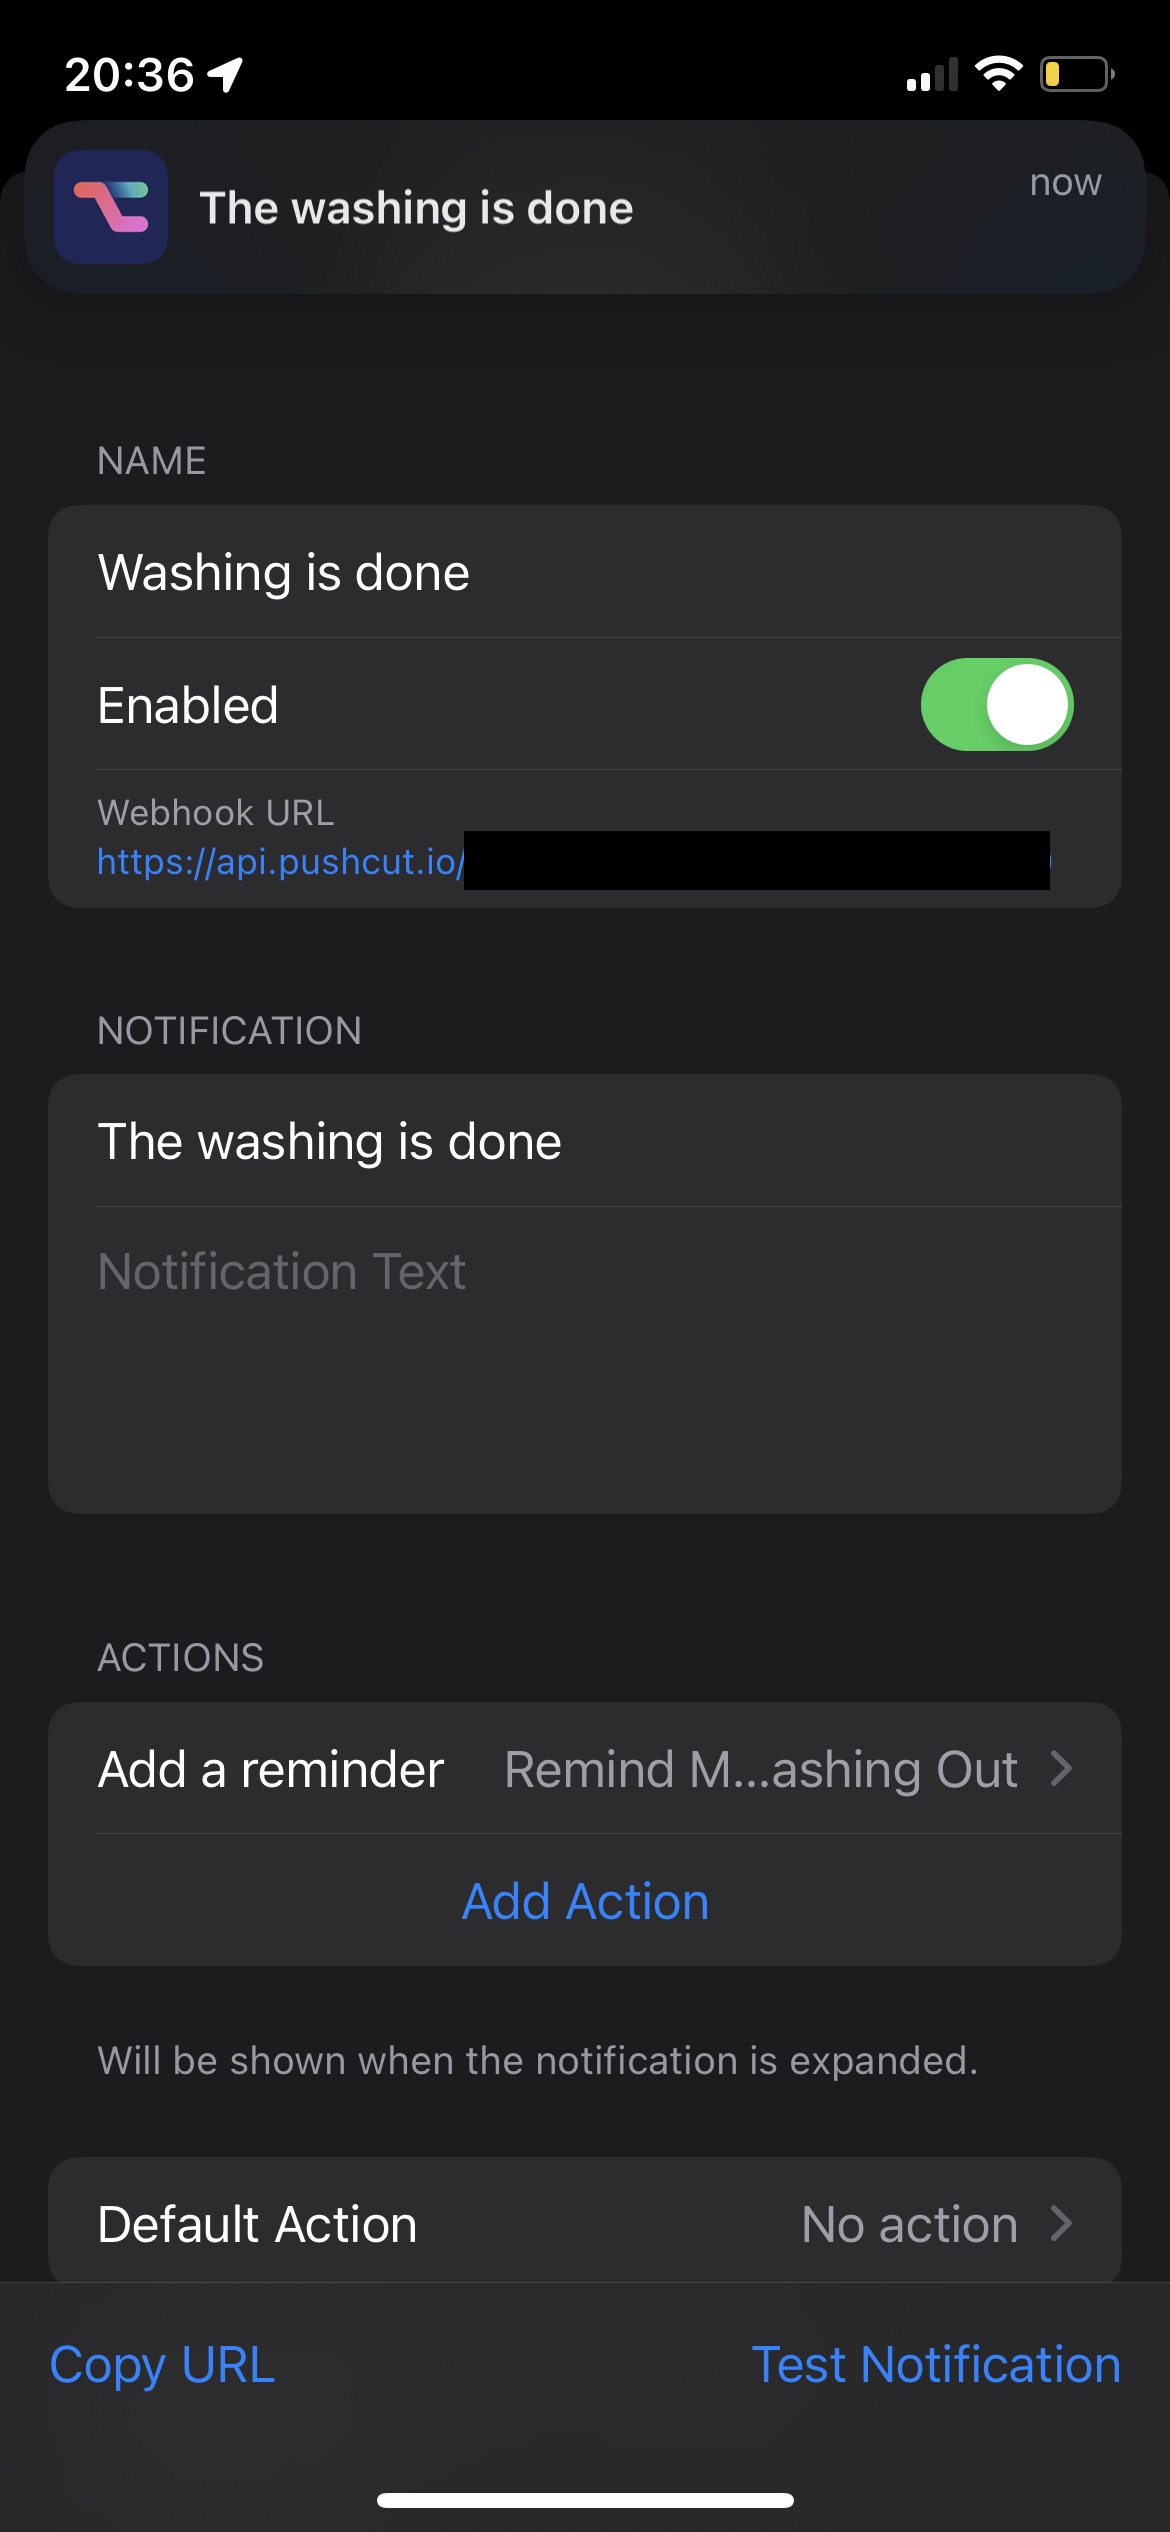 20:36
The washing is done
now
NAME
Washing is done
Enabled
Webhook URL
https://api.pushcut.io/
NOTIFICATION
The washing is done
Notification Text
ACTIONS
Add a reminder Remind M...ashing Out
Add Action
Will be shown when the notification is expanded.
Default Action No action
Copy URL Test Notification